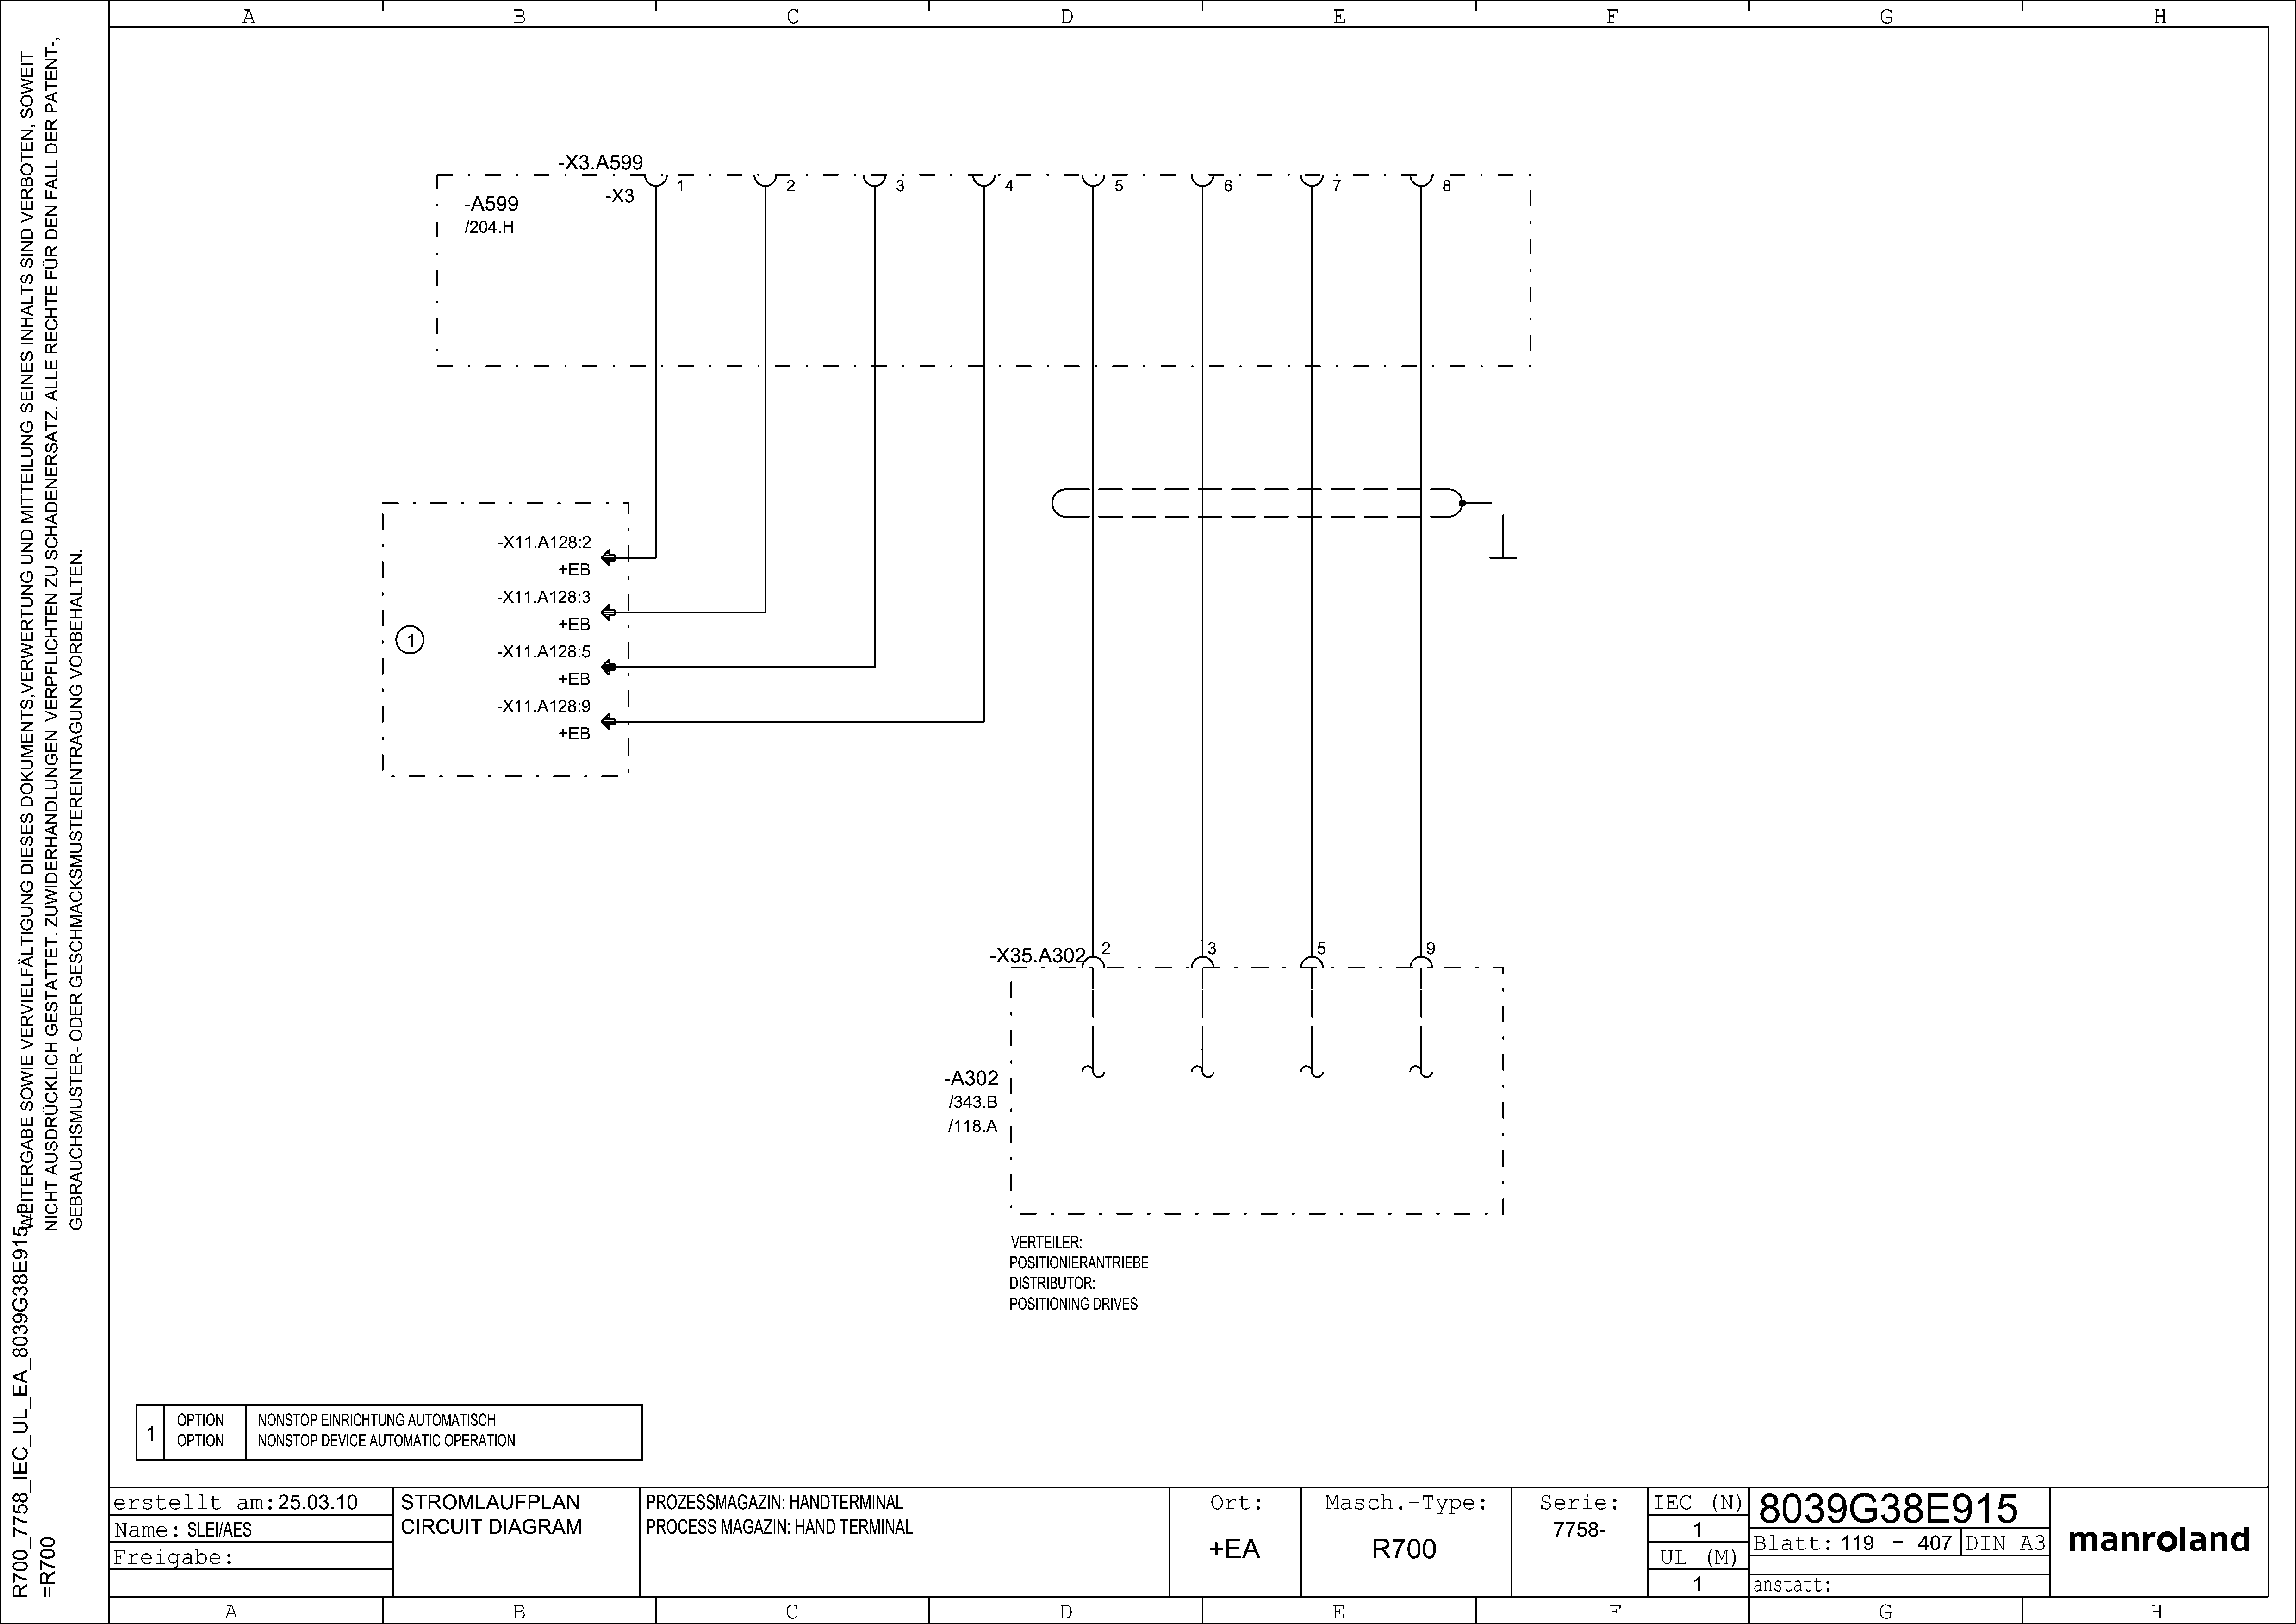 A B C D E F G H
WEITERGABE SOWIE VERVIELFÄLTIGUNG DIESES DOKUMENTS,VERWERTUNG UND MITTEILUNG SEINES INHALTS SIND VERBOTEN, SOWEIT
NICHT AUSDRÜCKLICH GESTATTET. ZUWIDERHANDLUNGEN VERPFLICHTEN ZU SCHADENERSATZ. ALLE RECHTE FÜR DEN FALL DER PATENT-,
GEBRAUCHSMUSTER- ODER GESCHMACKSMUSTEREINTRAGUNG VORBEHALTEN.
R700_7758_IEC_UL_EA_8039G38E915_p
=R700
-X3.A599
-X3 1 2 3 4 5 6 7 8
-A599
/204.H
-X11.A128:2
+EB
-X11.A128:3
+EB
1
-X11.A128:5
+EB
-X11.A128:9
+EB
-X35.A302 2 3 5 9
-A302
/343.B
/118.A
VERTEILER:
POSITIONIERANTRIEBE
DISTRIBUTOR:
POSITIONING DRIVES
1 OPTION NONSTOP EINRICHTUNG AUTOMATISCH
OPTION NONSTOP DEVICE AUTOMATIC OPERATION
erstellt am: 25.03.10
Name: SLEI/AES
Freigabe:
STROMLAUFPLAN
CIRCUIT DIAGRAM
PROZESSMAGAZIN: HANDTERMINAL
PROCESS MAGAZIN: HAND TERMINAL
Ort:
+EA
Masch.-Type:
R700
Serie:
7758-
IEC (N)
1
UL (M)
1
8039G38E915
Blatt: 119 - 407 DIN A3
anstatt:
manroland
A B C D E F G H